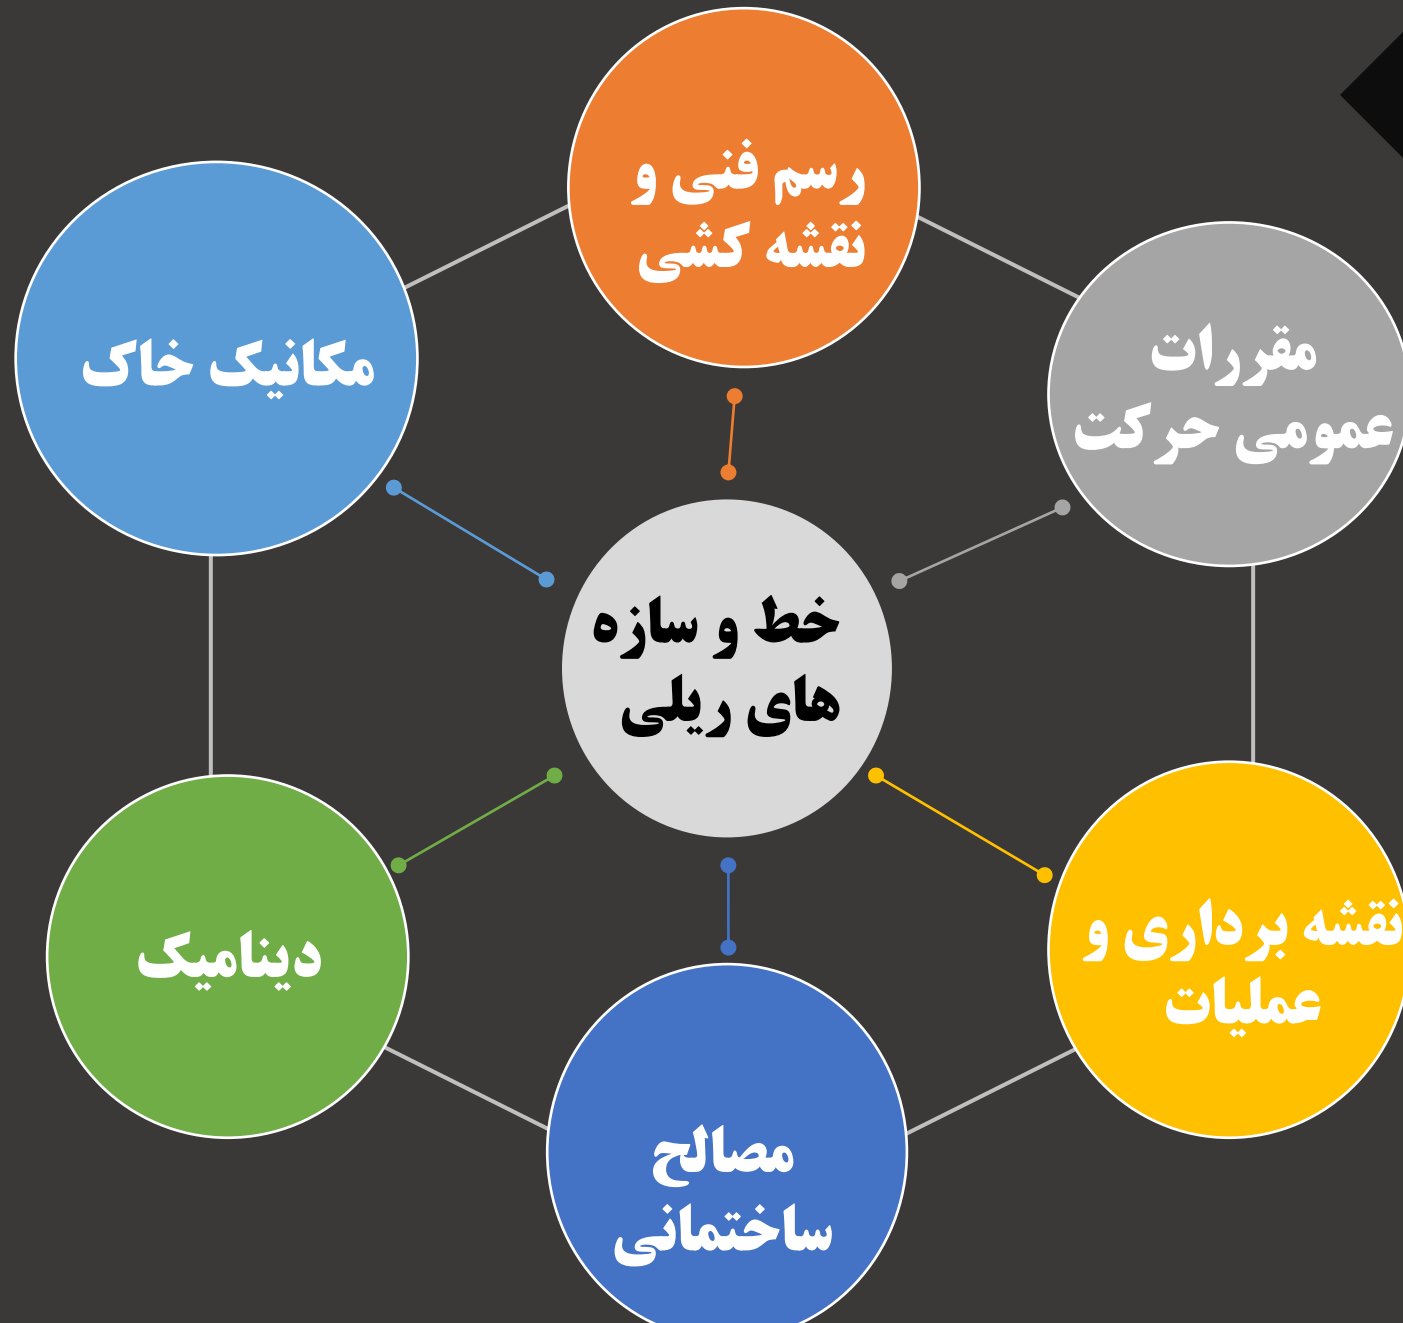 رسم فنی و
نقشه کشی
مقررات
عمومی حرکت
مکانیک خاک
خط و سازه
های ریلی
نقشه برداری و
عملیات
دینامیک
مصالح
ساختمانی